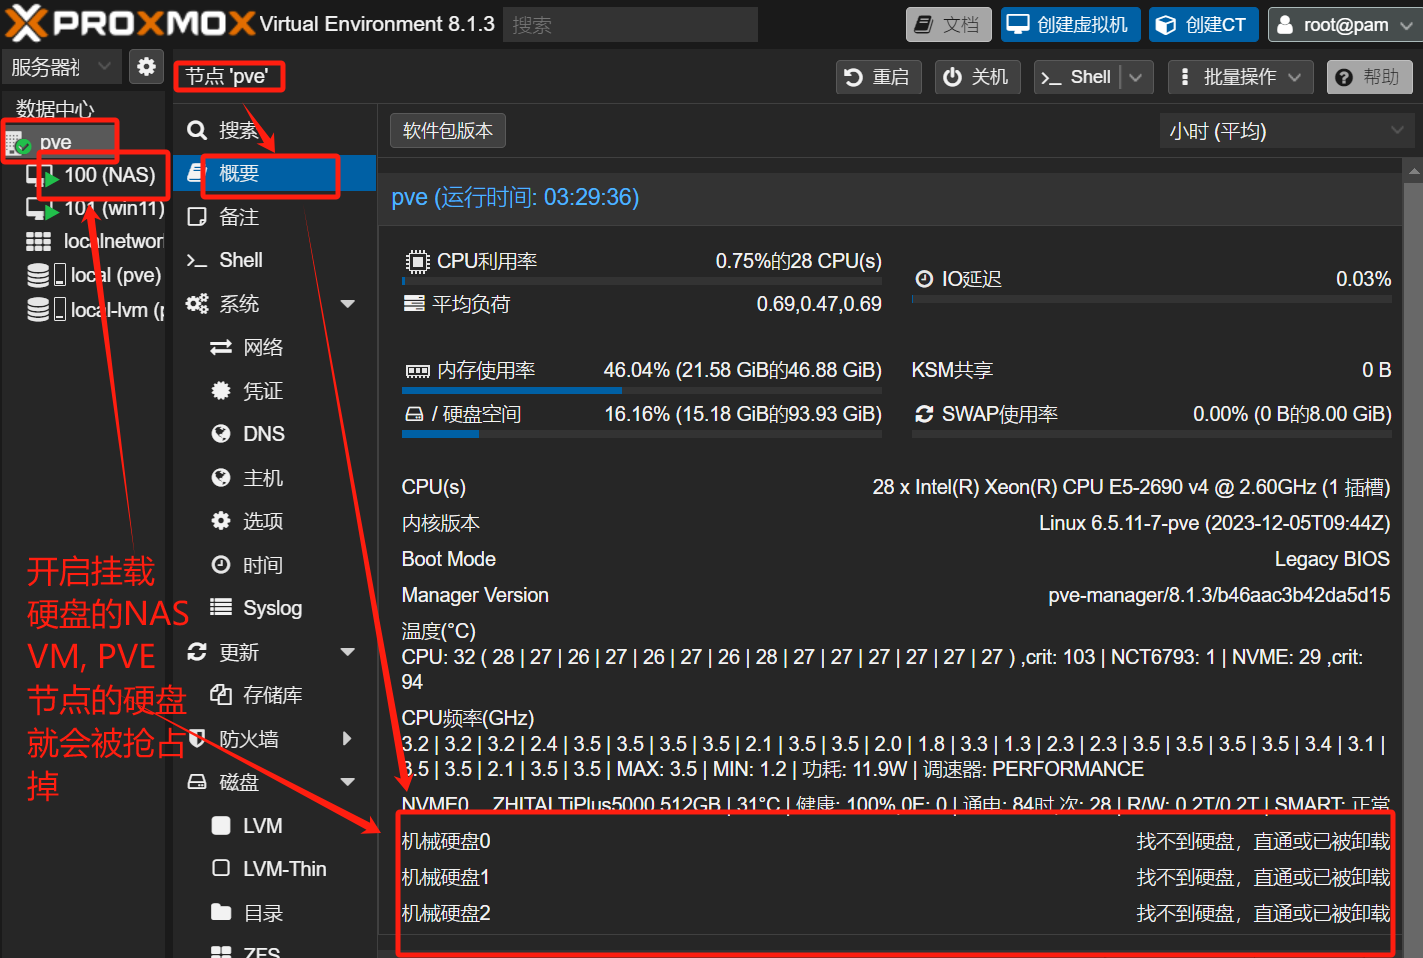 PROXMOX Virtual Environment 8.1.3
搜索
文档
创建虚拟机
创建CT
root@pam
服务器视
节点 'pve'
重启
关机
Shell
批量操作
帮助
数据中心
pve
100 (NAS)
101 (win11)
localnetwor
local (pve)
local-lvm (p
搜索
概要
备注
Shell
系统
网络
凭证
DNS
主机
选项
时间
Syslog
更新
存储库
防火墙
磁盘
LVM
LVM-Thin
目录
ZFS
开启挂载
硬盘的NAS
VM, PVE
节点的硬盘
就会被抢占
掉
软件包版本
小时 (平均)
pve (运行时间: 03:29:36)
CPU利用率 0.75%的28 CPU(s)
IO延迟 0.03%
平均负荷 0.69,0.47,0.69
内存使用率 46.04% (21.58 GiB的46.88 GiB)
KSM共享 0 B
/ 硬盘空间 16.16% (15.18 GiB的93.93 GiB)
SWAP使用率 0.00% (0 B的8.00 GiB)
CPU(s) 28 x Intel(R) Xeon(R) CPU E5-2690 v4 @ 2.60GHz (1 插槽)
内核版本 Linux 6.5.11-7-pve (2023-12-05T09:44Z)
Boot Mode Legacy BIOS
Manager Version pve-manager/8.1.3/b46aac3b42da5d15
温度(°C)
CPU: 32 ( 28 | 27 | 26 | 27 | 26 | 27 | 26 | 28 | 27 | 27 | 27 | 27 | 27 | 27 ) ,crit: 103 | NCT6793: 1 | NVME: 29 ,crit:
94
CPU频率(GHz)
3.2 | 3.2 | 3.2 | 2.4 | 3.5 | 3.5 | 3.5 | 3.5 | 2.1 | 3.5 | 3.5 | 2.0 | 1.8 | 3.3 | 1.3 | 2.3 | 2.3 | 3.5 | 3.5 | 3.5 | 3.5 | 3.4 | 3.1 |
3.5 | 3.5 | 2.1 | 3.5 | 3.5 | MAX: 3.5 | MIN: 1.2 | 功耗: 11.9W | 调速器: PERFORMANCE
NVME0 ZHITAI TiPlus5000 512GB | 31°C | 健康: 100%,0E: 0 | 通电: 84时,次: 28 | R/W: 0.2T/0.2T | SMART: 正常
机械硬盘0 找不到硬盘，直通或已被卸载
机械硬盘1 找不到硬盘，直通或已被卸载
机械硬盘2 找不到硬盘，直通或已被卸载